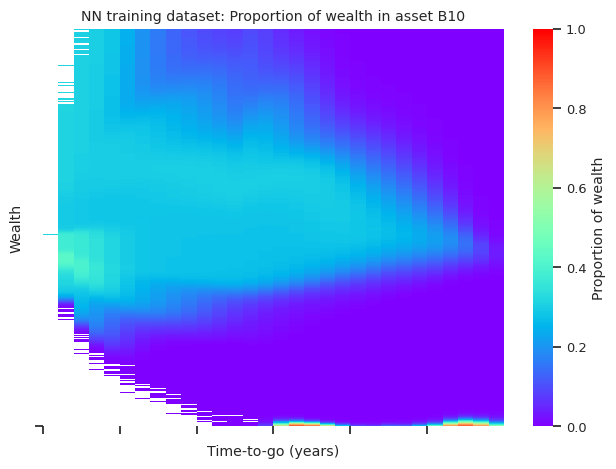 NN training dataset: Proportion of wealth in asset B10
Wealth
Time-to-go (years)
1.0
0.8
0.6
0.4
0.2
0.0
Proportion of wealth